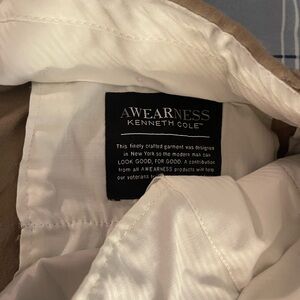 AWEARNESS
KENNETH COLE™
This finely crafted garment was designed
in New York so the modern man can
LOOK GOOD, FOR GOOD. A contribution
from all AWEARNESS products will help
our veterans